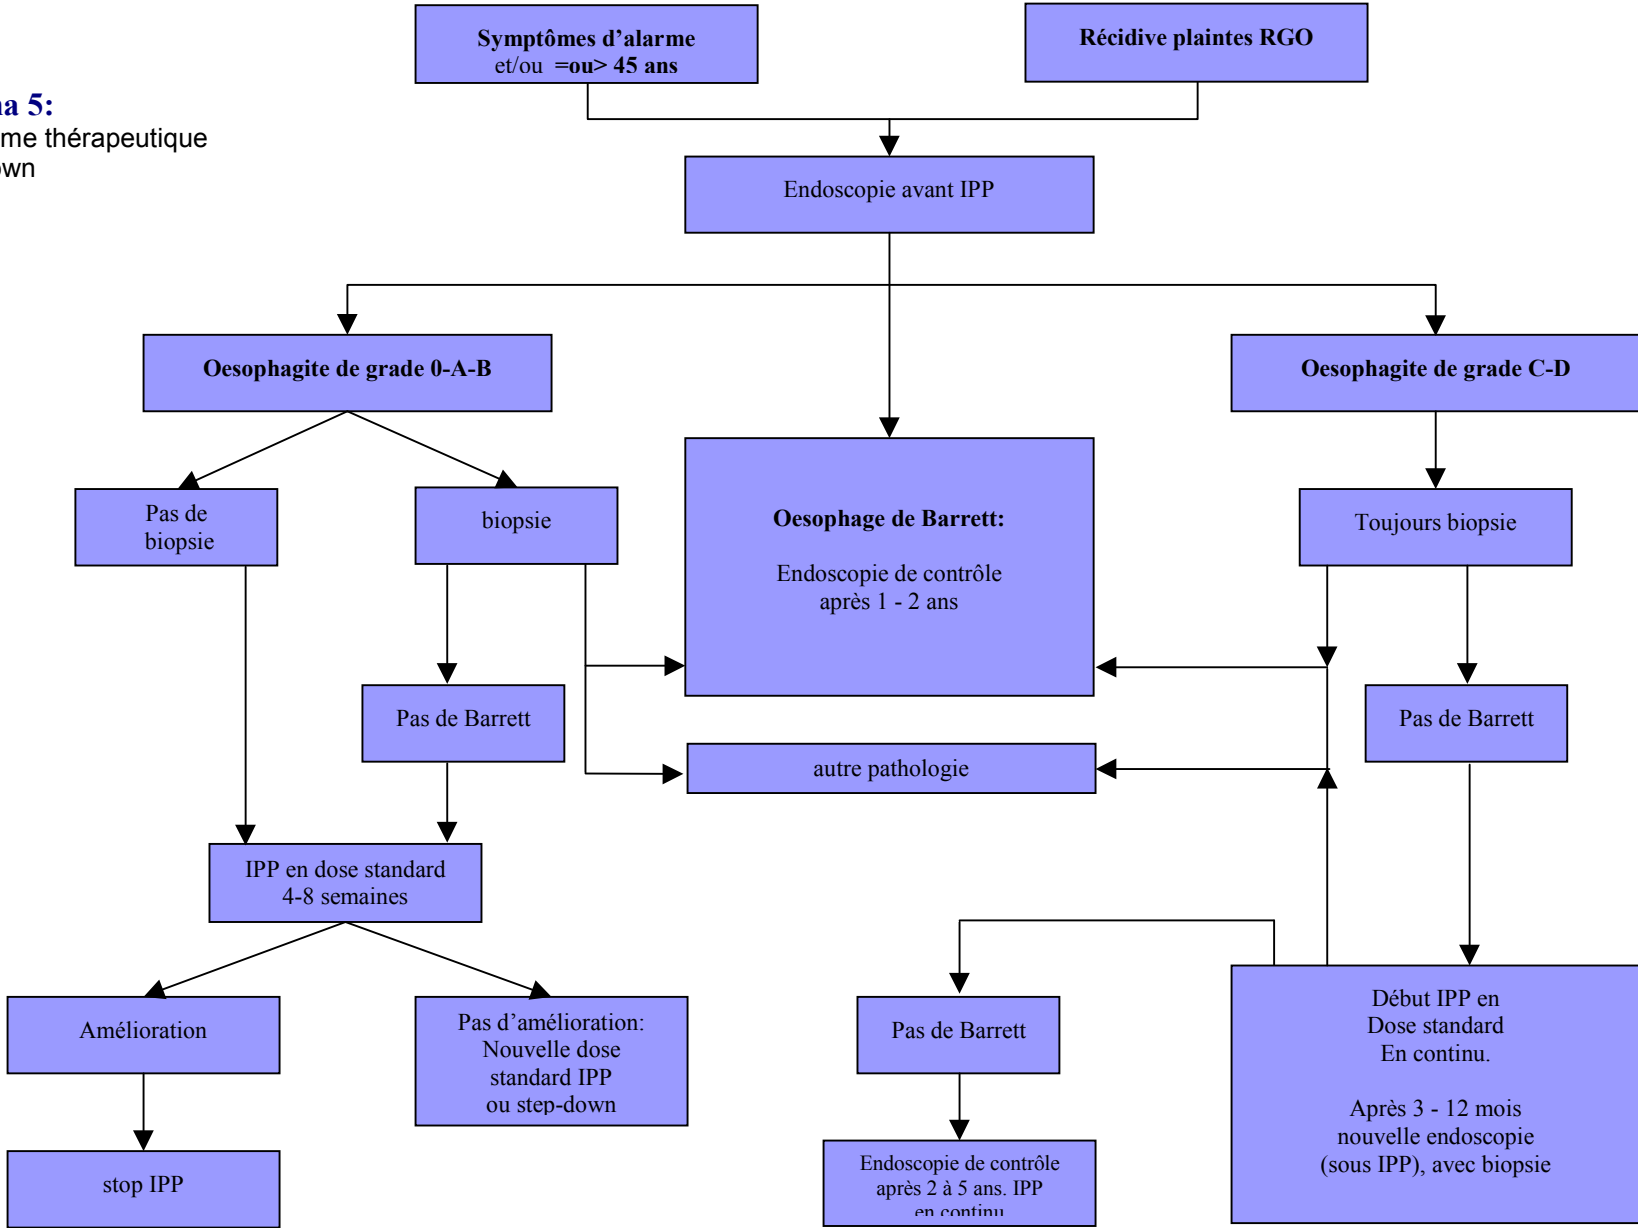 Symptômes d’alarme
et/ou =ou> 45 ans
Récidive plaintes RGO
na 5:
me thérapeutique
own
Endoscopie avant IPP
Oesophagite de grade 0-A-B
Oesophagite de grade C-D
Pas de
biopsie
biopsie
Oesophage de Barrett:
Endoscopie de contrôle
après 1 - 2 ans
Toujours biopsie
Pas de Barrett
Pas de Barrett
autre pathologie
IPP en dose standard
4-8 semaines
Amélioration
Pas d’amélioration:
Nouvelle dose
standard IPP
ou step-down
Pas de Barrett
Début IPP en
Dose standard
En continu.
Après 3 - 12 mois
nouvelle endoscopie
(sous IPP), avec biopsie
stop IPP
Endoscopie de contrôle
après 2 à 5 ans. IPP
en continu